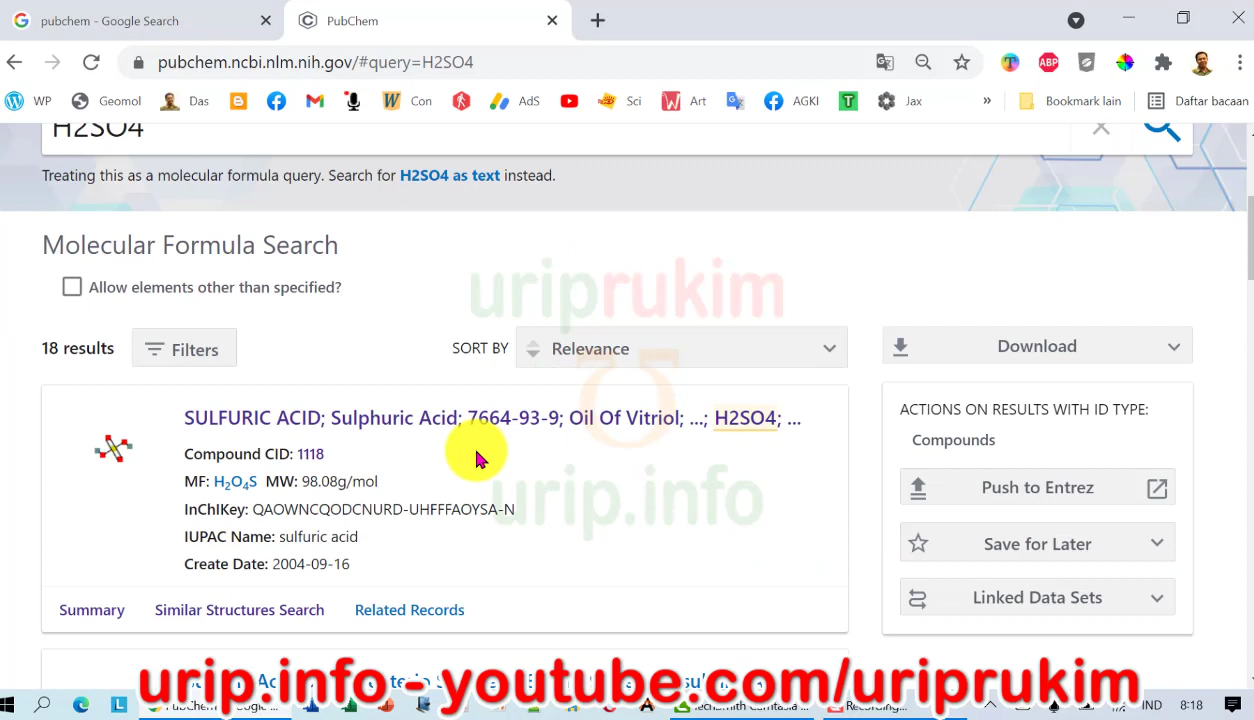 pubchem - Google Search
PubChem
pubchem.ncbi.nlm.nih.gov/#query=H2SO4
ABP
WP
Geomol
Das
Con
AdS
Sci
Art
AGKI
Jax
»
Bookmark lain
Daftar bacaan
H2SO4
Treating this as a molecular formula query. Search for H2SO4 as text instead.
Molecular Formula Search
Allow elements other than specified?
uriprukim
18 results
Filters
SORT BY
Relevance
Download
SULFURIC ACID; Sulphuric Acid; 7664-93-9; Oil Of Vitriol; ...; H2SO4; ...
Compound CID: 1118
MF: H₂O₄S MW: 98.08g/mol
InChIKey: QAOWNCQODCNURD-UHFFFAOYSA-N
IUPAC Name: sulfuric acid
Create Date: 2004-09-16
urip.info
ACTIONS ON RESULTS WITH ID TYPE:
Compounds
Push to Entrez
Save for Later
Linked Data Sets
Summary
Similar Structures Search
Related Records
urip.info - youtube.com/uriprukim
IND
8:18